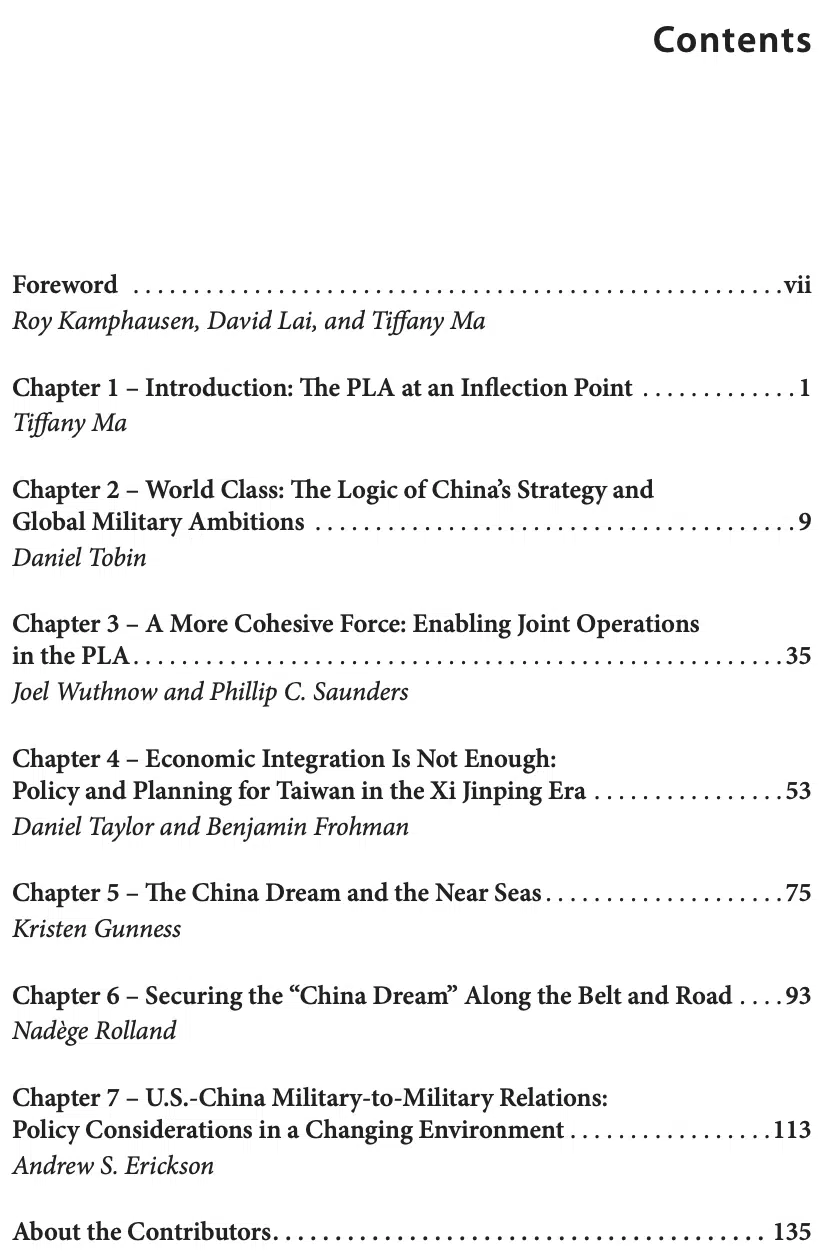 Contents
Foreword ......................................................vii
Roy Kamphausen, David Lai, and Tiffany Ma
Chapter 1 – Introduction: The PLA at an Inflection Point .............1
Tiffany Ma
Chapter 2 – World Class: The Logic of China’s Strategy and
Global Military Ambitions ........................................9
Daniel Tobin
Chapter 3 – A More Cohesive Force: Enabling Joint Operations
in the PLA......................................................35
Joel Wuthnow and Phillip C. Saunders
Chapter 4 – Economic Integration Is Not Enough:
Policy and Planning for Taiwan in the Xi Jinping Era ................53
Daniel Taylor and Benjamin Frohman
Chapter 5 – The China Dream and the Near Seas....................75
Kristen Gunness
Chapter 6 – Securing the “China Dream” Along the Belt and Road ....93
Nadège Rolland
Chapter 7 – U.S.-China Military-to-Military Relations:
Policy Considerations in a Changing Environment .................113
Andrew S. Erickson
About the Contributors......................................... 135